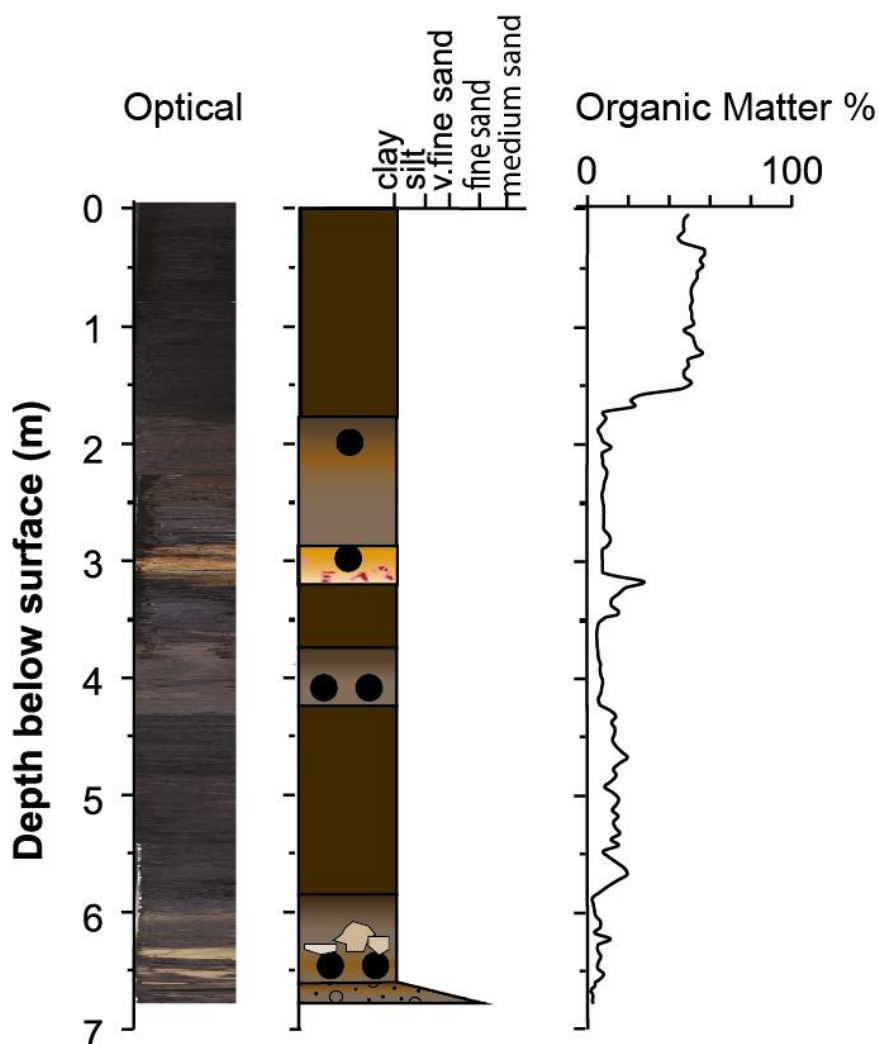 Optical
clay
silt
v.fine sand
fine sand
medium sand
Organic Matter %
0 100
Depth below surface (m)
0
1
2
3
4
5
6
7